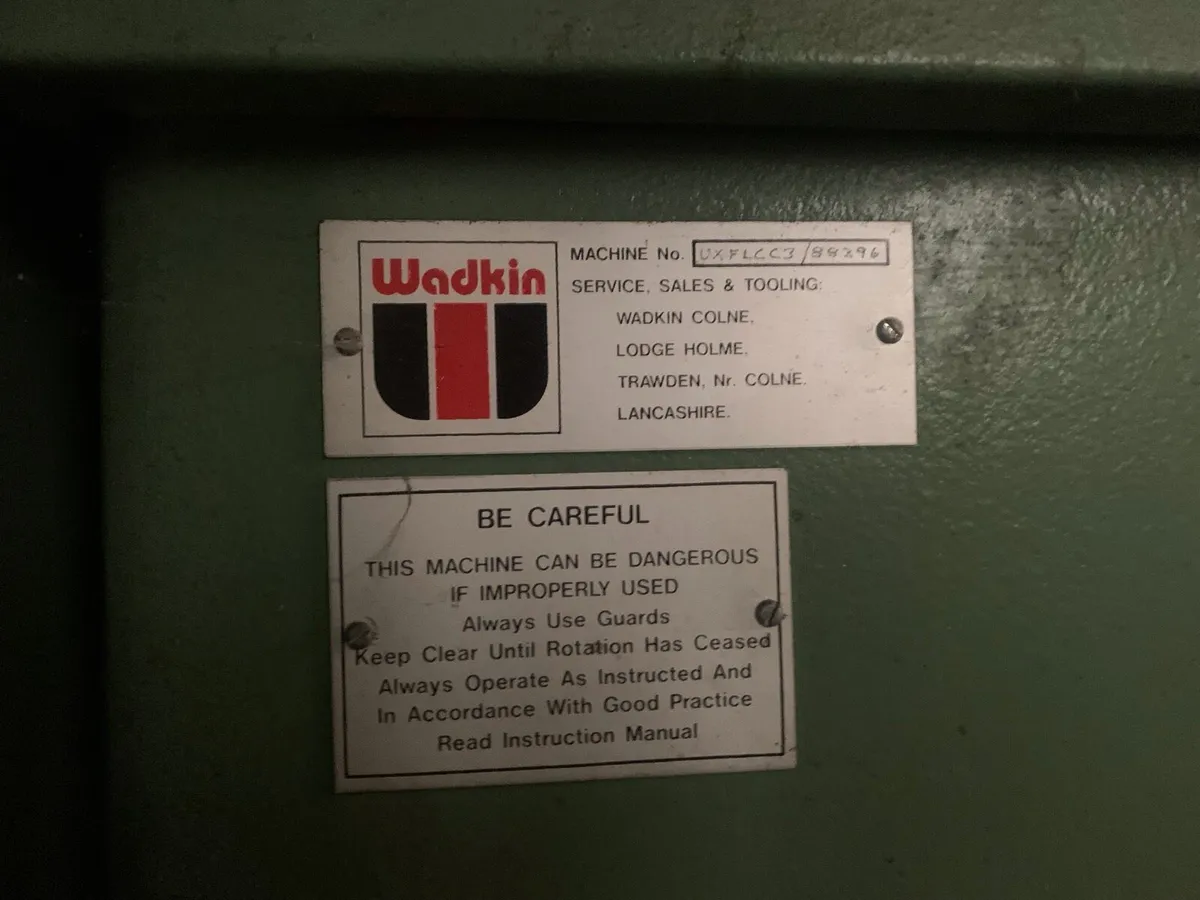 Wadkin
MACHINE No. UXFLCC3/88296
SERVICE, SALES & TOOLING:
WADKIN COLNE,
LODGE HOLME,
TRAWDEN, Nr. COLNE.
LANCASHIRE.
BE CAREFUL
THIS MACHINE CAN BE DANGEROUS
IF IMPROPERLY USED
Always Use Guards
Keep Clear Until Rotation Has Ceased
Always Operate As Instructed And
In Accordance With Good Practice
Read Instruction Manual